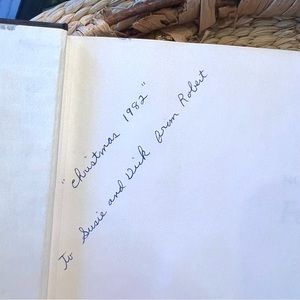 "Christmas 1982"
To Susie and Dick from Robert